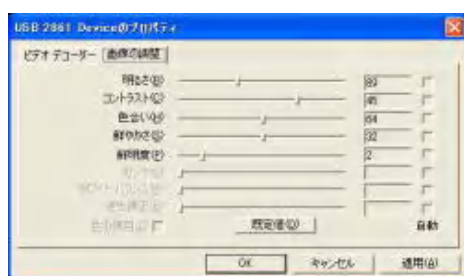 USB 2861 Deviceのプロパティ
ビデオ デコーダー 画像の調整
明るさ(B) 89
コントラスト(C)
色合い(H) 64
鮮やかさ(S) 32
鮮明度(P) 2
既定値(D) 自動
OK キャンセル 適用(A)